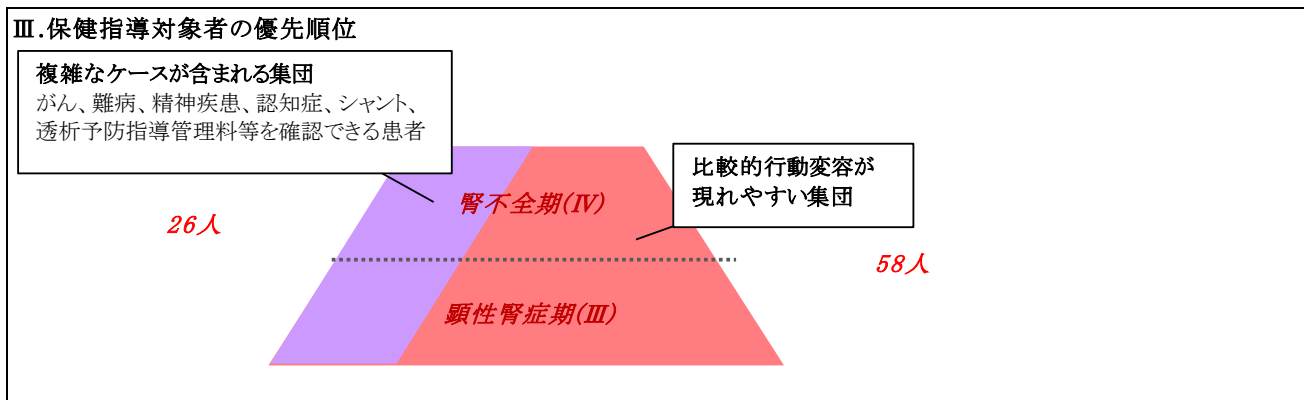 Ⅲ.保健指導対象者の優先順位
複雑なケースが含まれる集団
がん、難病、精神疾患、認知症、シャント、
透析予防指導管理料等を確認できる患者
比較的行動変容が
現れやすい集団
腎不全期(Ⅳ)
26人
58人
顕性腎症期(Ⅲ)